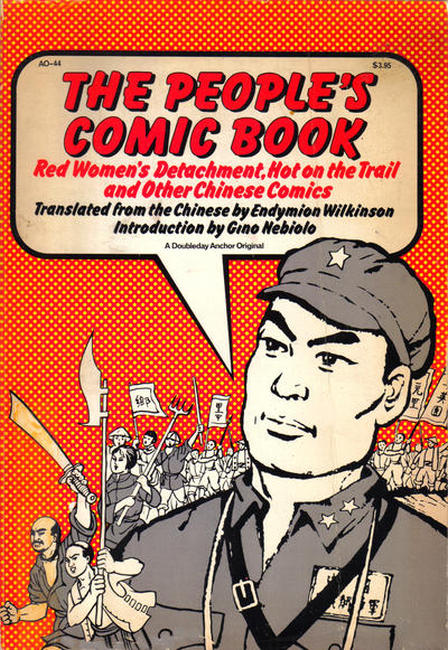 AO-44
$3.95
THE PEOPLE'S
COMIC BOOK
Red Women's Detachment, Hot on the Trail
and Other Chinese Comics
Translated from the Chinese by Endymion Wilkinson
Introduction by Gino Nebiolo
A Doubleday Anchor Original
鄉